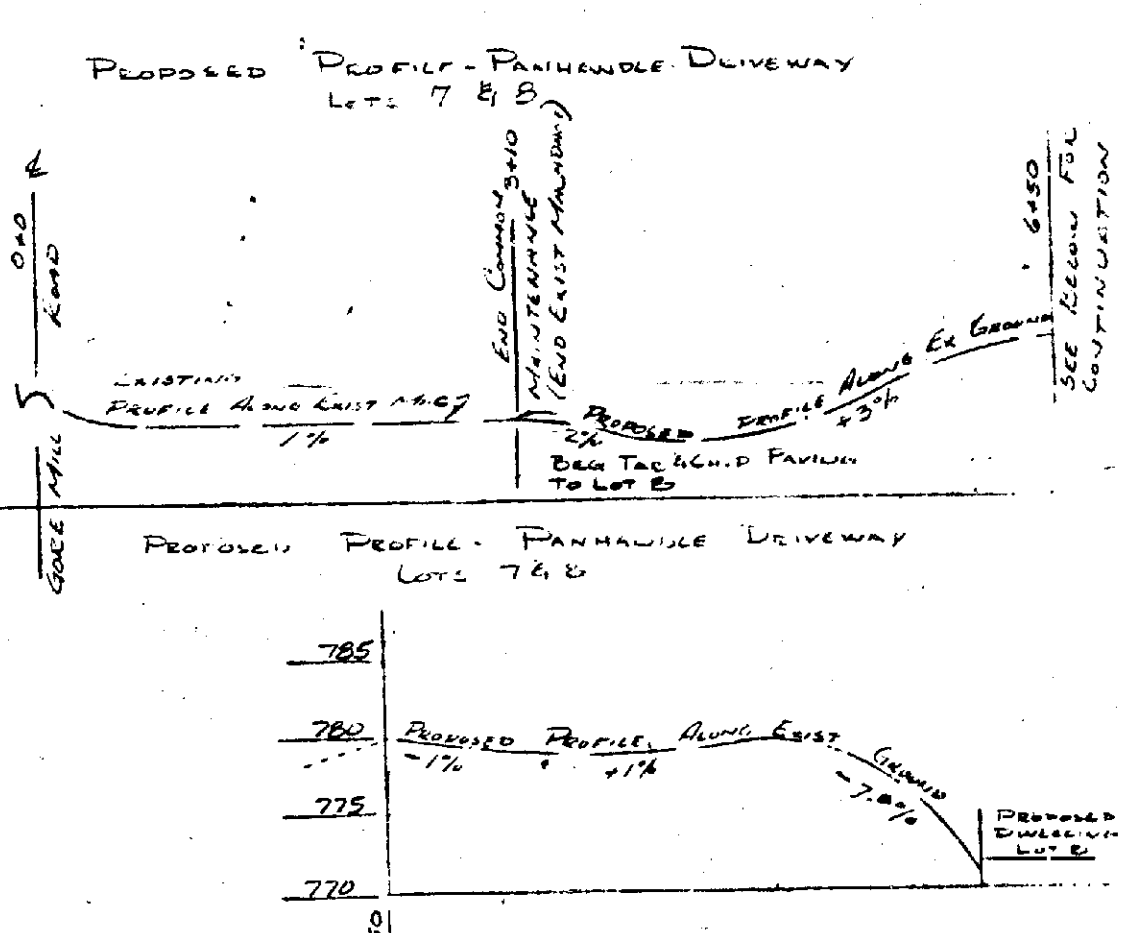 PROPOSED PROFILE - PANHANDLE DRIVEWAY
LOTS 7 & 8
0+0
GORE MILL ROAD
END COMMON 3+10
MAINTENANCE
(END EXIST MACADAM)
6+50
SEE BELOW FOR
CONTINUATION
EXISTING
PROFILE ALONG EXIST
1%
-2%
PROPOSED PROFILE ALONG EX GROUND
+3%
BEG TAR & CHIP PAVING
TO LOT 8
PROPOSED PROFILE - PANHANDLE DRIVEWAY
LOTS 7 & 8
785
780
775
770
PROPOSED PROFILE ALONG EXIST GROUND
-1%
+1%
PROPOSED
DWELLING
LOT 8
50